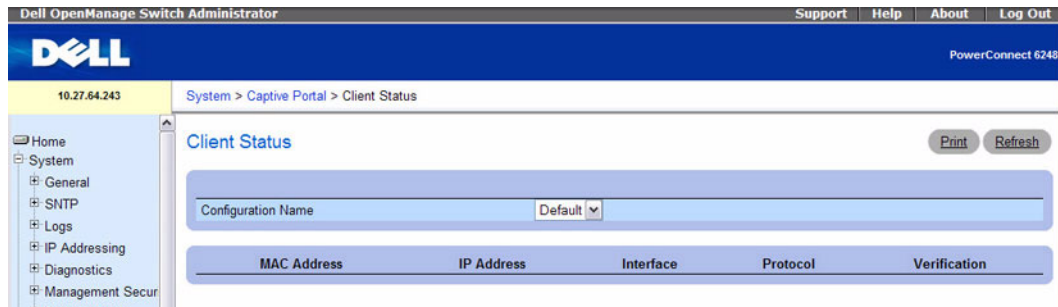 Dell OpenManage Switch Administrator Support Help About Log Out
DELL PowerConnect 6248
10.27.64.243 System > Captive Portal > Client Status
Home
System
General
SNTP
Logs
IP Addressing
Diagnostics
Management Secur
Client Status Print Refresh
Configuration Name Default
MAC Address IP Address Interface Protocol Verification